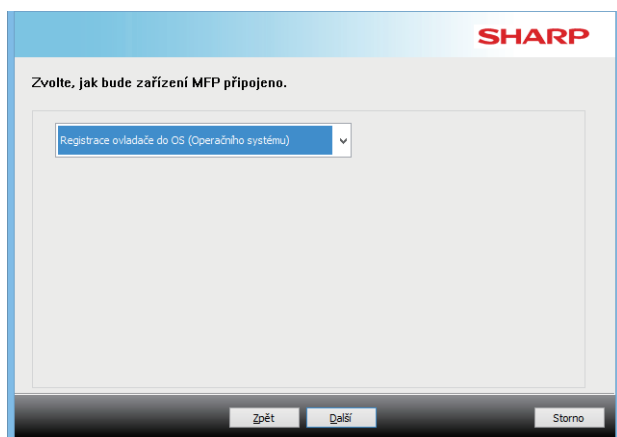 SHARP
Zvolte, jak bude zařízení MFP připojeno.
Registrace ovladače do OS (Operačního systému)
Zpět
Další
Storno